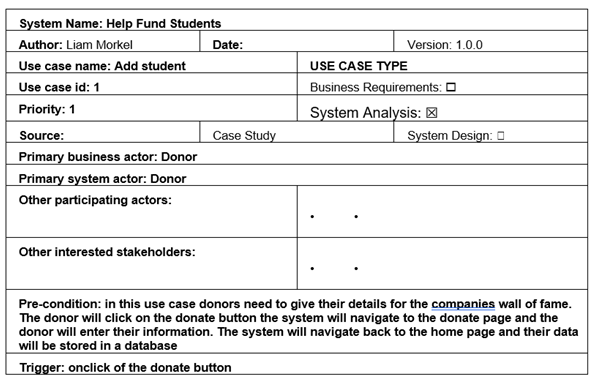 System Name: Help Fund Students
Author: Liam Morkel Date: Version: 1.0.0
Use case name: Add student USE CASE TYPE
Use case id: 1 Business Requirements: ☐
Priority: 1 System Analysis: ☒
Source: Case Study System Design: ☐
Primary business actor: Donor
Primary system actor: Donor
Other participating actors:
• •
Other interested stakeholders:
• •
Pre-condition: in this use case donors need to give their details for the companies wall of fame.
The donor will click on the donate button the system will navigate to the donate page and the
donor will enter their information. The system will navigate back to the home page and their data
will be stored in a database
Trigger: onclick of the donate button